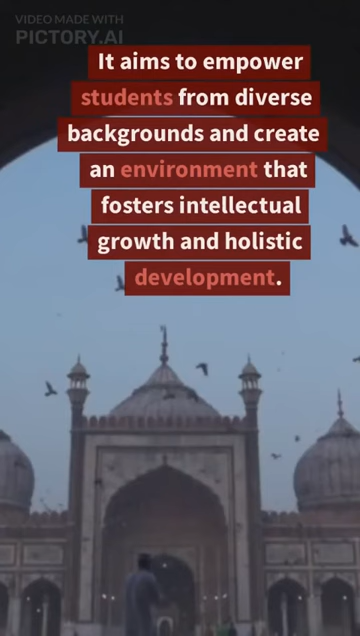 VIDEO MADE WITH
PICTORY.AI
It aims to empower
students from diverse
backgrounds and create
an environment that
fosters intellectual
growth and holistic
development.